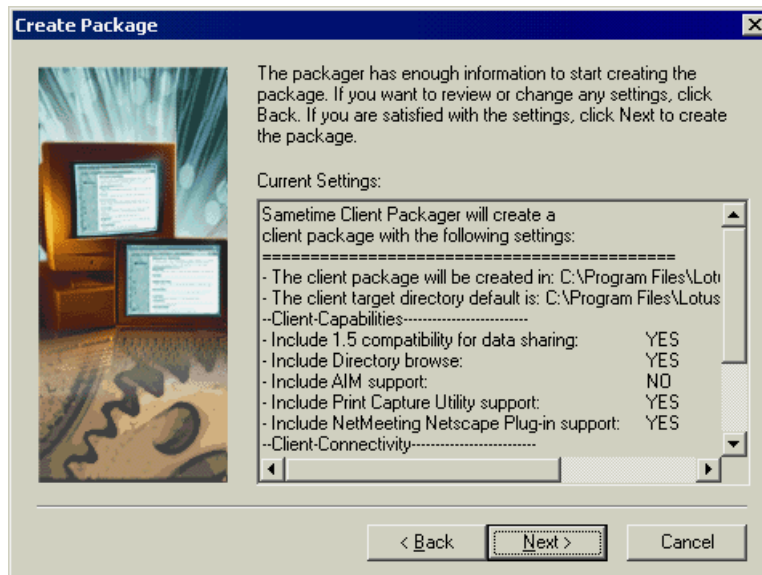 Create Package
The packager has enough information to start creating the
package. If you want to review or change any settings, click
Back. If you are satisfied with the settings, click Next to create
the package.
Current Settings:
Sametime Client Packager will create a
client package with the following settings:
===========================================
- The client package will be created in: C:\Program Files\Lot
- The client target directory default is: C:\Program Files\Lotus
--Client-Capabilities-------------------------
- Include 1.5 compatibility for data sharing: YES
- Include Directory browse: YES
- Include AIM support: NO
- Include Print Capture Utility support: YES
- Include NetMeeting Netscape Plug-in support: YES
--Client-Connectivity-------------------------
< Back
Next >
Cancel